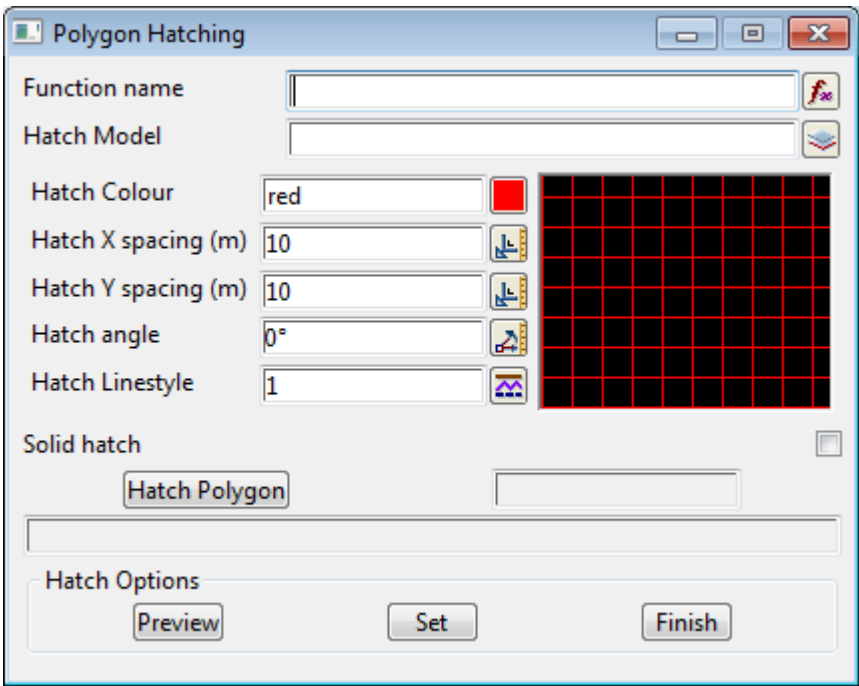 Polygon Hatching
Function name
Hatch Model
Hatch Colour red
Hatch X spacing (m) 10
Hatch Y spacing (m) 10
Hatch angle 0°
Hatch Linestyle 1
Solid hatch
Hatch Polygon
Hatch Options
Preview Set Finish